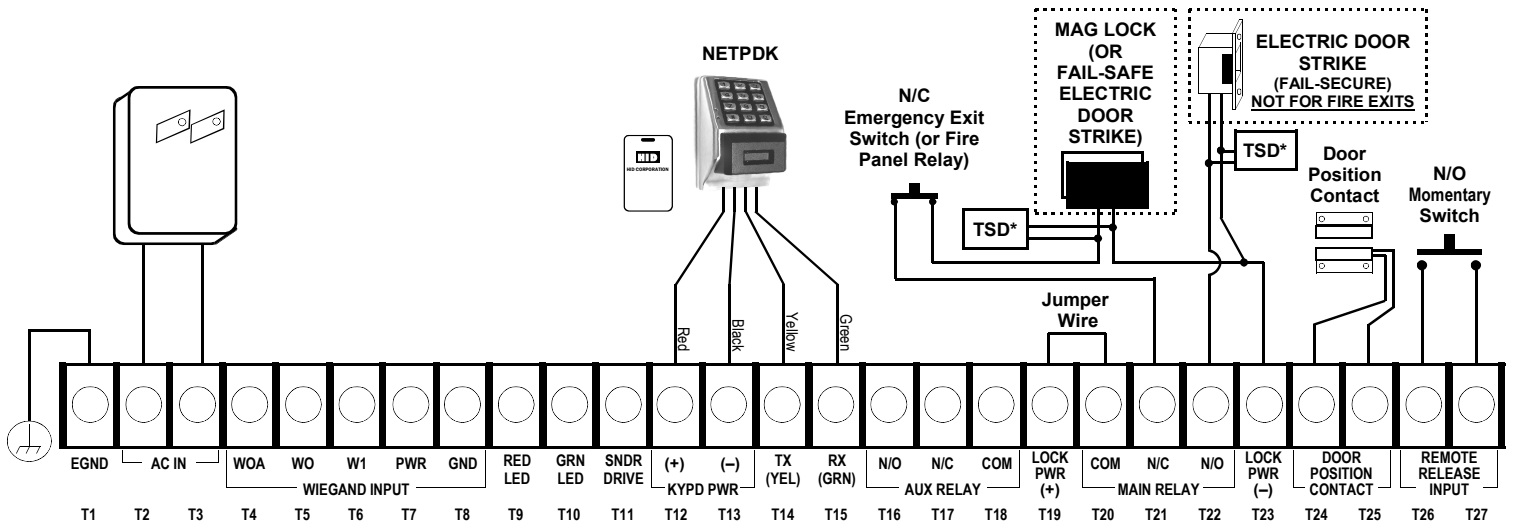 NETPDK
HID
HID CORPORATION
N/C
Emergency Exit
Switch (or Fire
Panel Relay)
TSD*
MAG LOCK
(OR
FAIL-SAFE
ELECTRIC
DOOR
STRIKE)
ELECTRIC DOOR
STRIKE
(FAIL-SECURE)
NOT FOR FIRE EXITS
TSD*
Door
Position
Contact
N/O
Momentary
Switch
Jumper
Wire
Red
Black
Yellow
Green
EGND
AC IN
WOA
WO
W1
PWR
GND
WIEGAND INPUT
RED
LED
GRN
LED
SNDR
DRIVE
(+)
(–)
KYPD PWR
TX
(YEL)
RX
(GRN)
N/O
N/C
COM
AUX RELAY
LOCK
PWR
(+)
COM
N/C
N/O
MAIN RELAY
LOCK
PWR
(–)
DOOR
POSITION
CONTACT
REMOTE
RELEASE
INPUT
T1 T2 T3 T4 T5 T6 T7 T8 T9 T10 T11 T12 T13 T14 T15 T16 T17 T18 T19 T20 T21 T22 T23 T24 T25 T26 T27